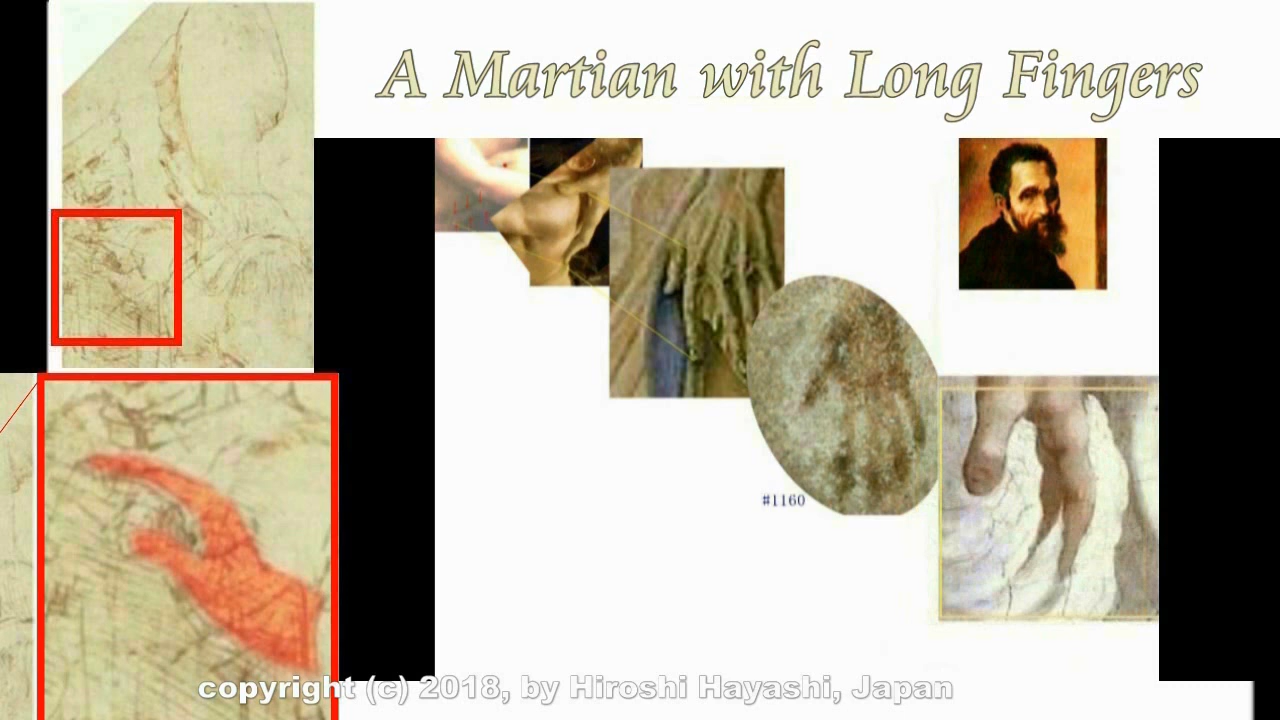 A Martian with Long Fingers
#1160
copyright (c) 2018, by Hiroshi Hayashi, Japan